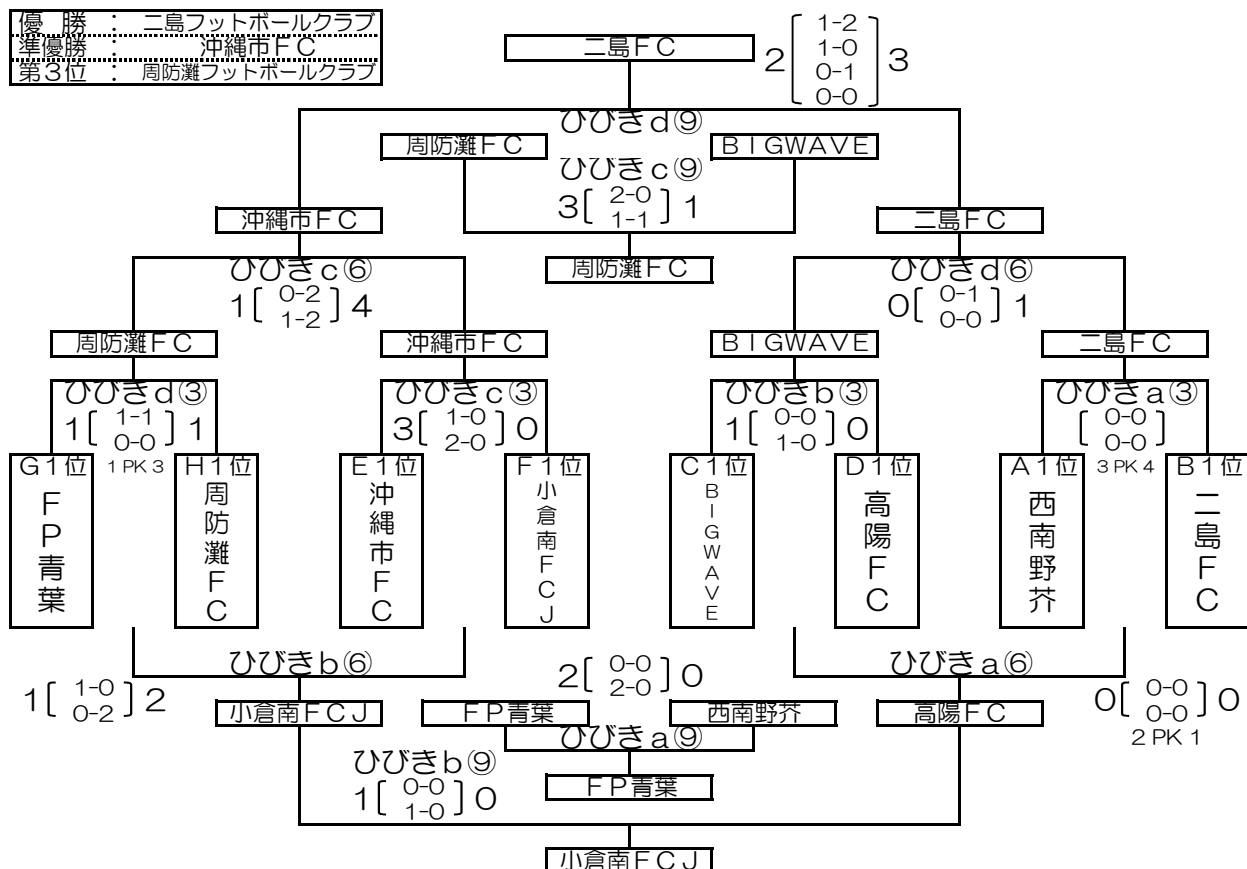 優 勝 : 二島フットボールクラブ
準優勝 : 沖縄市FC
第3位 : 周防灘フットボールクラブ
二島FC
2 [ 1-2 1-0 0-1 0-0 ] 3
ひびきd⑨
周防灘FC BIGWAVE
ひびきc⑨
3 [ 2-0 1-1 ] 1
沖縄市FC 二島FC
周防灘FC
ひびきc⑥ ひびきd⑥
1 [ 0-2 1-2 ] 4 0 [ 0-1 0-0 ] 1
周防灘FC 沖縄市FC BIGWAVE 二島FC
ひびきd③ ひびきc③ ひびきb③ ひびきa③
1 [ 1-1 0-0 ] 1 3 [ 1-0 2-0 ] 0 1 [ 0-0 1-0 ] 0 [ 0-0 0-0 ]
1 PK 3 3 PK 4
G1位 H1位 E1位 F1位 C1位 D1位 A1位 B1位
FP青葉
周防灘FC
沖縄市FC
小倉南FCJ
BIGWAVE
高陽FC
西南野芥
二島FC
ひびきb⑥ ひびきa⑥
1 [ 1-0 0-2 ] 2 2 [ 0-0 2-0 ] 0 0 [ 0-0 0-0 ] 0
2 PK 1
小倉南FCJ FP青葉 西南野芥 高陽FC
ひびきa⑨
ひびきb⑨
1 [ 0-0 1-0 ] 0
FP青葉
小倉南FCJ